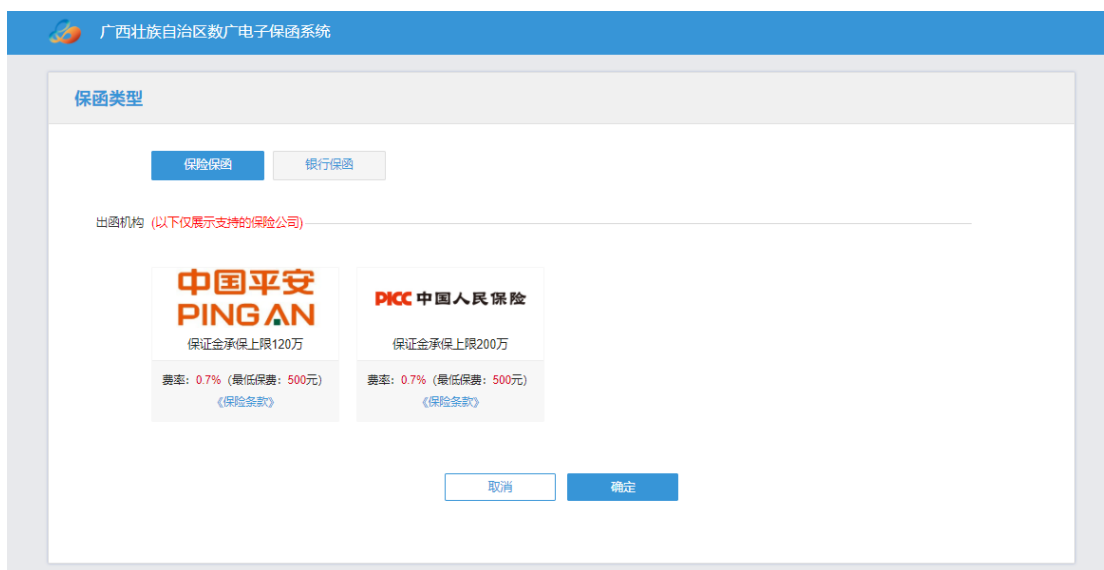 广西壮族自治区数广电子保函系统
保函类型
保险保函 银行保函
出函机构 (以下仅展示支持的保险公司)
中国平安
PINGAN
PICC 中国人民保险
保证金承保上限120万
保证金承保上限200万
费率：0.7%（最低保费：500元）
费率：0.7%（最低保费：500元）
《保险条款》
《保险条款》
取消 确定